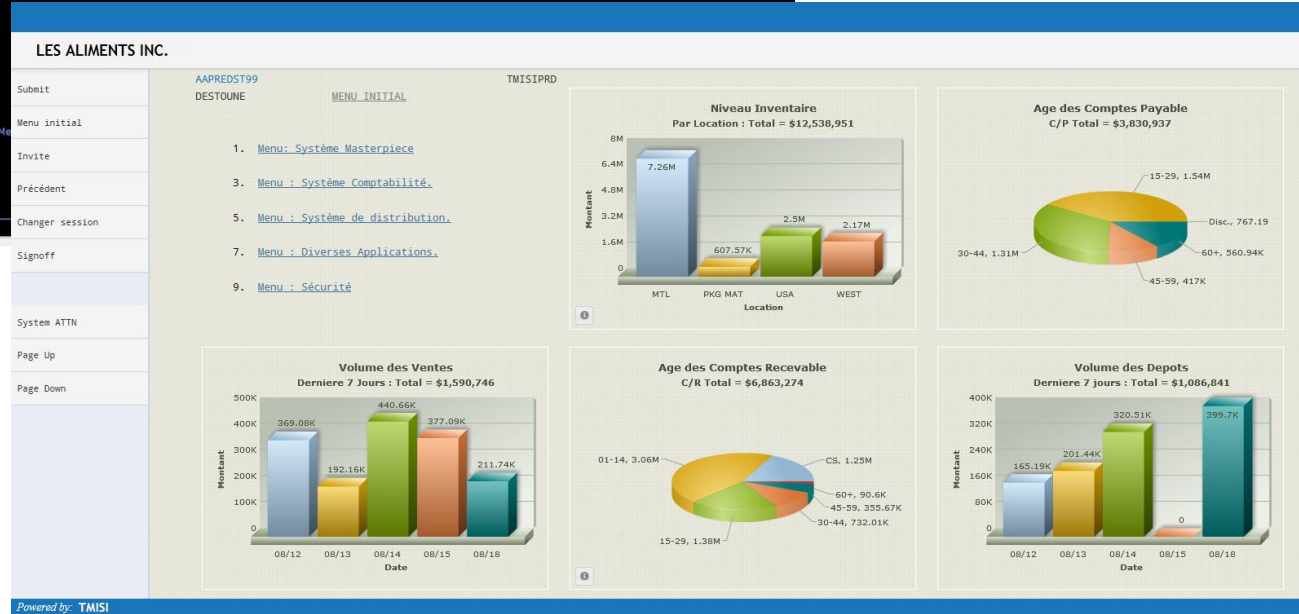 LES ALIMENTS INC.
Submit
Menu initial
Invite
Précédent
Changer session
Signoff
System ATTN
Page Up
Page Down
AAPREDST99 TMISIPRD
DESTOUNE MENU INITIAL
1. Menu: Système Masterpiece
3. Menu : Système Comptabilité.
5. Menu : Système de distribution.
7. Menu : Diverses Applications.
9. Menu : Sécurité
Niveau Inventaire
Par Location : Total = $12,538,951
Montant
8M
6.4M
4.8M
3.2M
1.6M
0
7.26M
607.57K
2.5M
2.17M
MTL PKG MAT USA WEST
Location
Age des Comptes Payable
C/P Total = $3,830,937
15-29, 1.54M
Disc., 767.19
60+, 560.94K
45-59, 417K
30-44, 1.31M
Volume des Ventes
Derniere 7 Jours : Total = $1,590,746
Montant
500K
400K
300K
200K
100K
0
369.08K
192.16K
440.66K
377.09K
211.74K
08/12 08/13 08/14 08/15 08/18
Date
Age des Comptes Recevable
C/R Total = $6,863,274
01-14, 3.06M
CS, 1.25M
60+, 90.6K
45-59, 355.67K
30-44, 732.01K
15-29, 1.38M
Volume des Depots
Derniere 7 jours : Total = $1,086,841
Montant
400K
320K
240K
160K
80K
0
165.19K
201.44K
320.51K
0
399.7K
08/12 08/13 08/14 08/15 08/18
Date
Powered by: TMISI